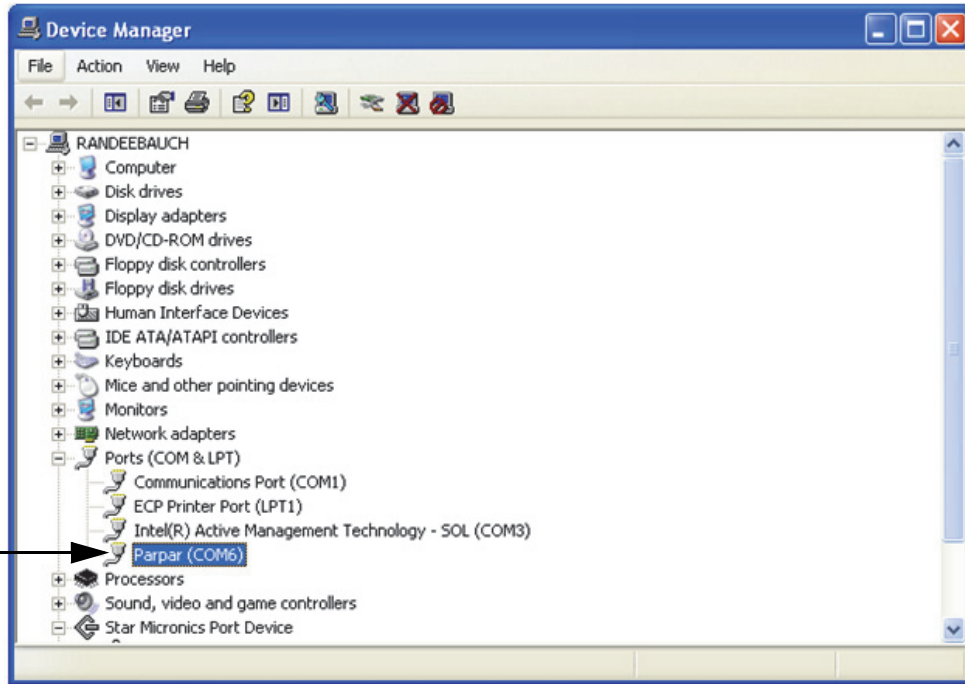 Device Manager
File Action View Help
RANDEEBAUCH
Computer
Disk drives
Display adapters
DVD/CD-ROM drives
Floppy disk controllers
Floppy disk drives
Human Interface Devices
IDE ATA/ATAPI controllers
Keyboards
Mice and other pointing devices
Monitors
Network adapters
Ports (COM & LPT)
Communications Port (COM1)
ECP Printer Port (LPT1)
Intel(R) Active Management Technology - SOL (COM3)
Parpar (COM6)
Processors
Sound, video and game controllers
Star Micronics Port Device